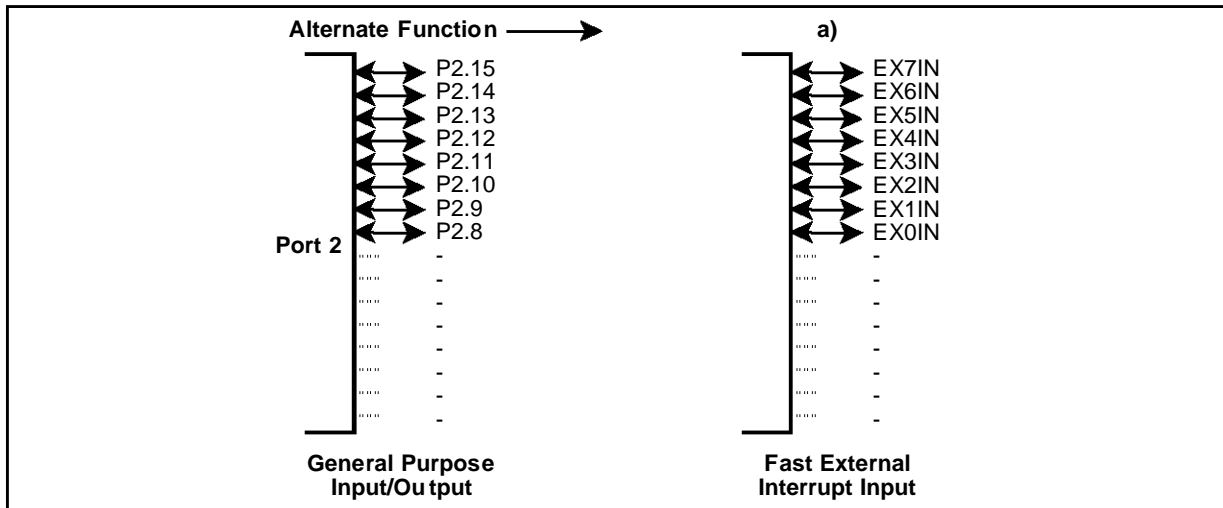 Alternate Function a)
P2.15 EX7IN
P2.14 EX6IN
P2.13 EX5IN
P2.12 EX4IN
P2.11 EX3IN
P2.10 EX2IN
P2.9 EX1IN
Port 2 P2.8 EX0IN
""" - """ -
""" - """ -
""" - """ -
""" - """ -
""" - """ -
""" - """ -
""" - """ -
""" - """ -
General Purpose Fast External
Input/Output Interrupt Input